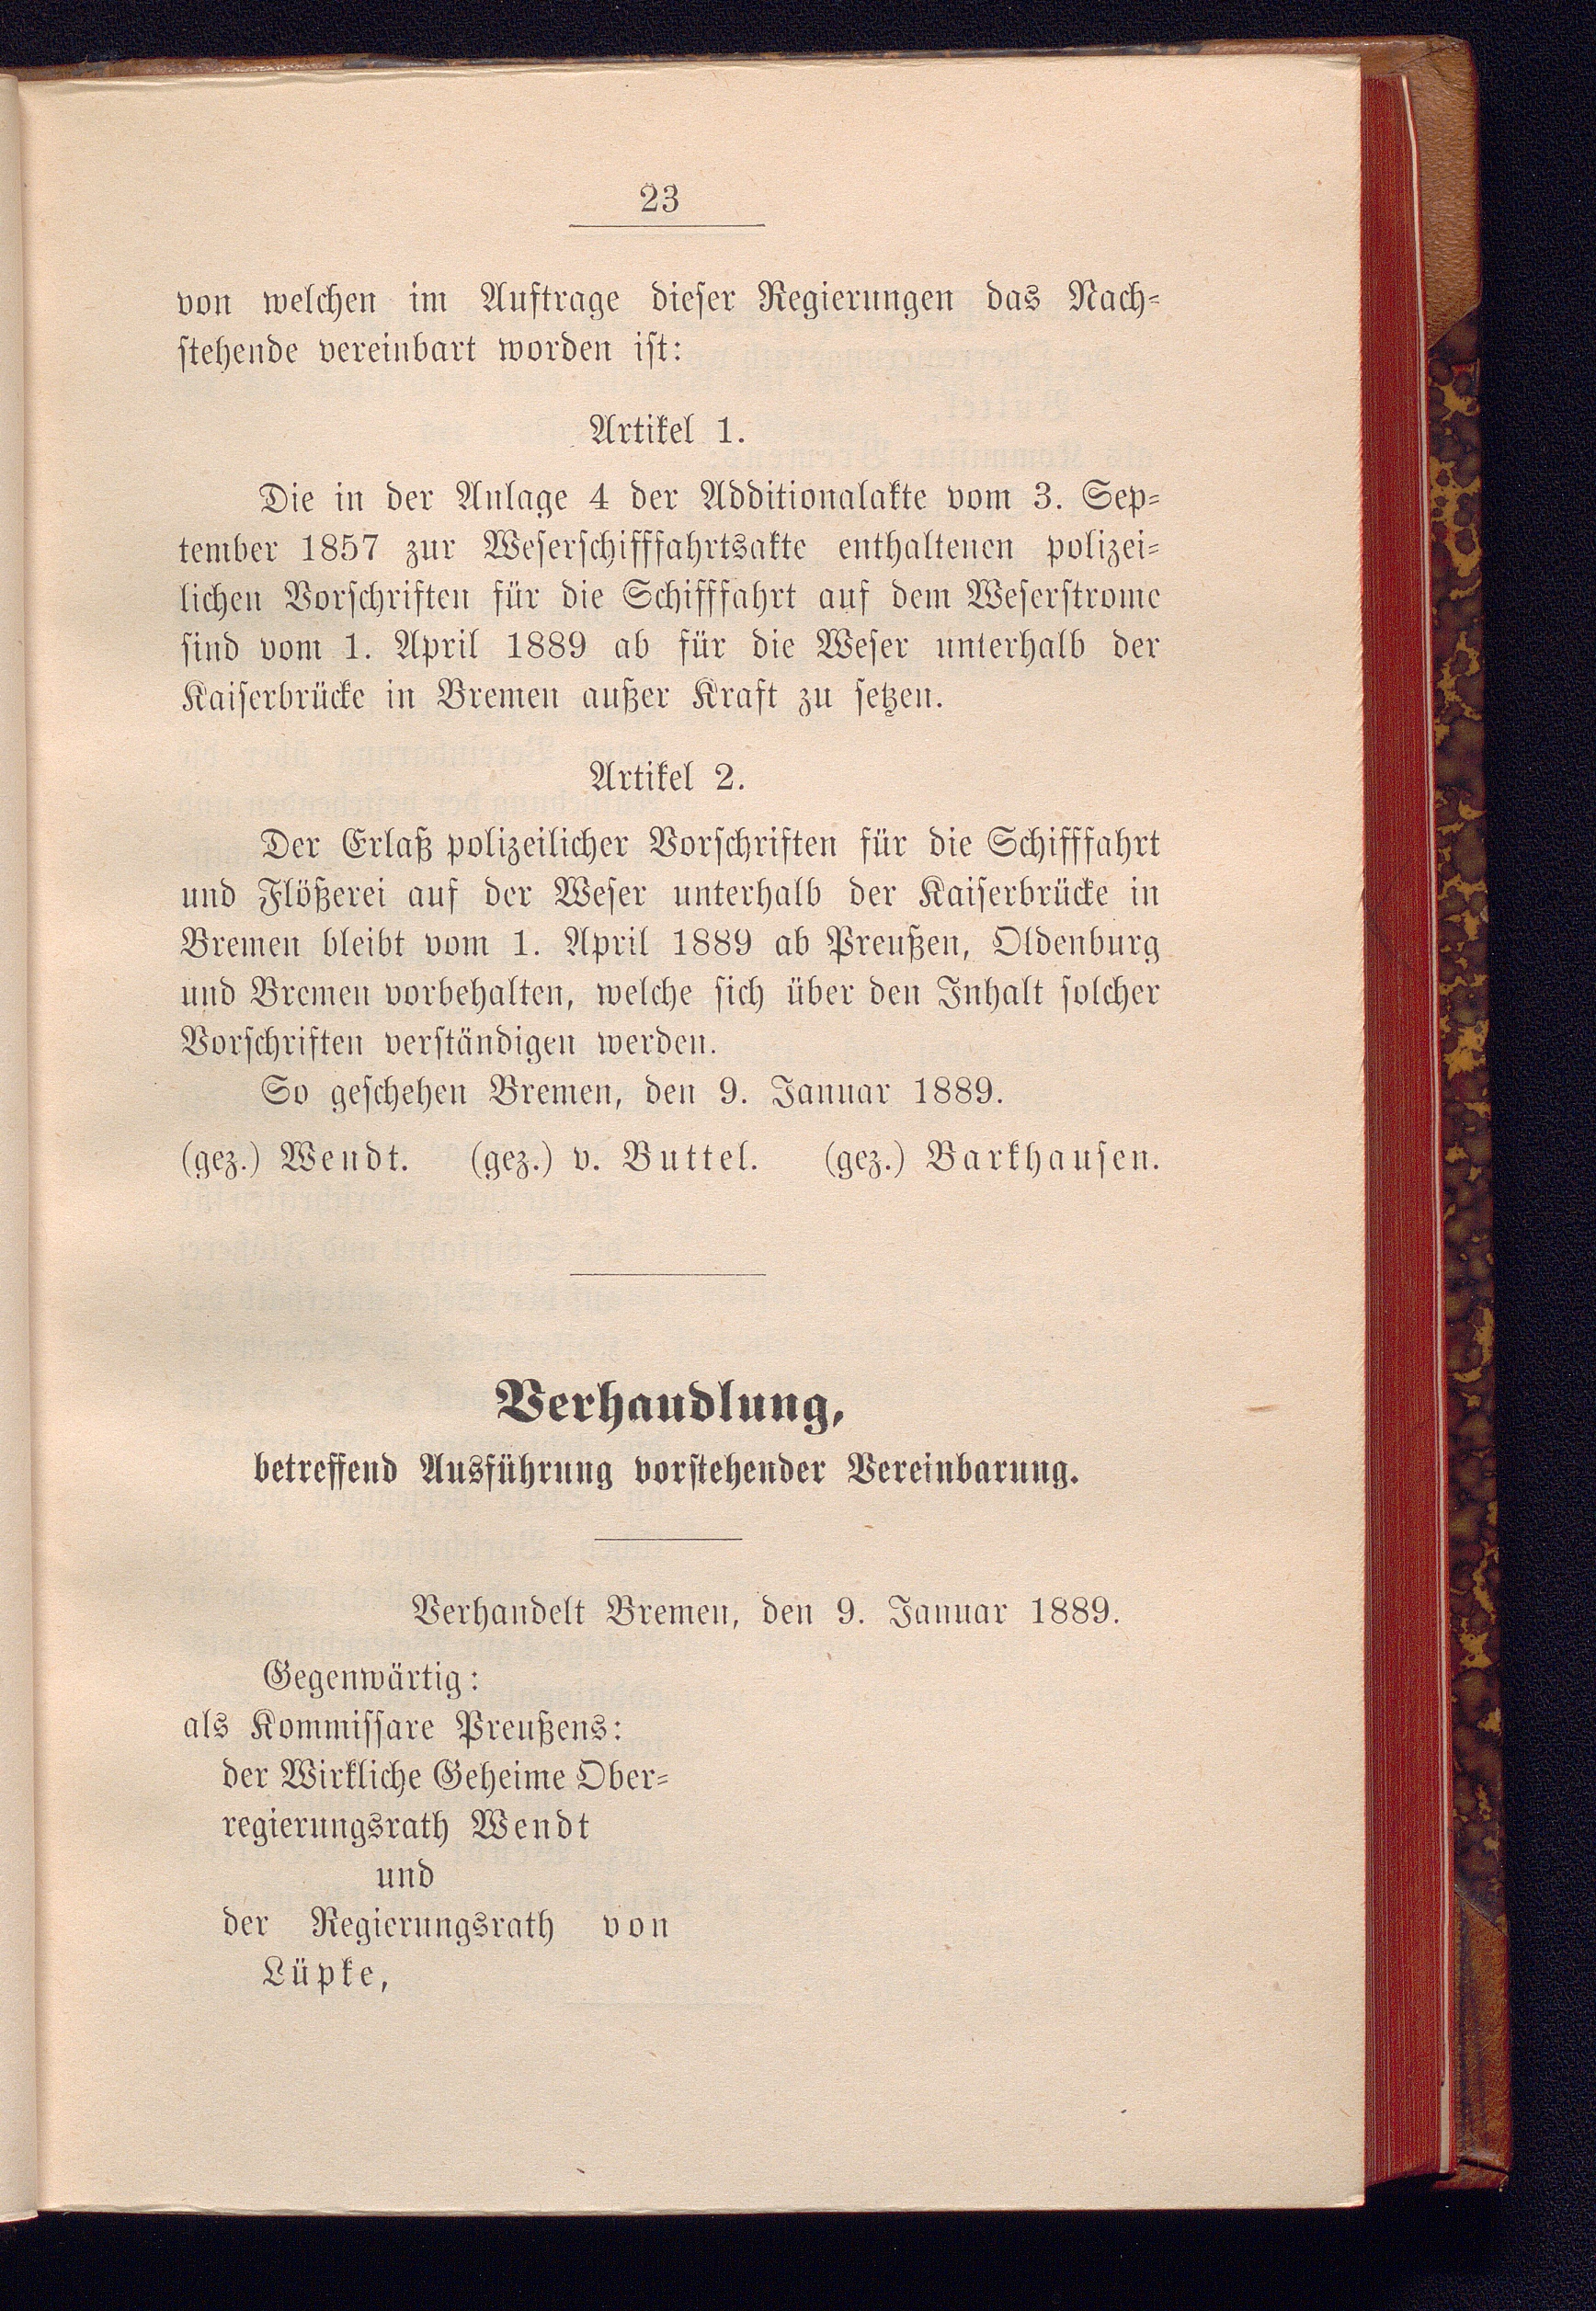 23
von welchen im Auftrage dieser Regierungen das Nach-
stehende vereinbart worden ist:
Artikel 1.
Die in der Anlage 4 der Additionalakte vom 3. Sep-
tember 1857 zur Weserschifffahrtsakte enthaltenen polizei-
lichen Vorschriften für die Schifffahrt auf dem Weserstrome
sind vom 1. April 1889 ab für die Weser unterhalb der
Kaiserbrücke in Bremen außer Kraft zu setzen.
Artikel 2.
Der Erlaß polizeilicher Vorschriften für die Schifffahrt
und Flößerei auf der Weser unterhalb der Kaiserbrücke in
Bremen bleibt vom 1. April 1889 ab Preußen, Oldenburg
und Bremen vorbehalten, welche sich über den Inhalt solcher
Vorschriften verständigen werden.
So geschehen Bremen, den 9. Januar 1889.
(gez.) Wendt. (gez.) v. Buttel. (gez.) Barkhausen.
Verhandlung,
betreffend Ausführung vorstehender Vereinbarung.
Verhandelt Bremen, den 9. Januar 1889.
Gegenwärtig:
als Kommissare Preußens:
der Wirkliche Geheime Ober-
regierungsrath Wendt
und
der Regierungsrath von
Lüpke,